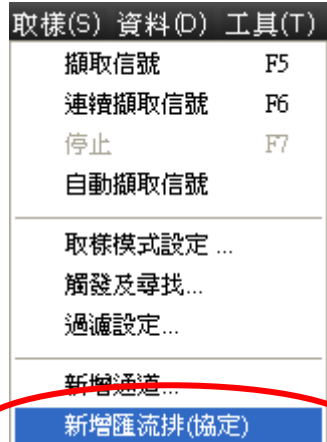 取樣(S) 資料(D) 工具(T)
擷取信號 F5
連續擷取信號 F6
停止 F7
自動擷取信號
取樣模式設定 ...
觸發及尋找...
過濾設定...
新增通道...
新增匯流排(協定)